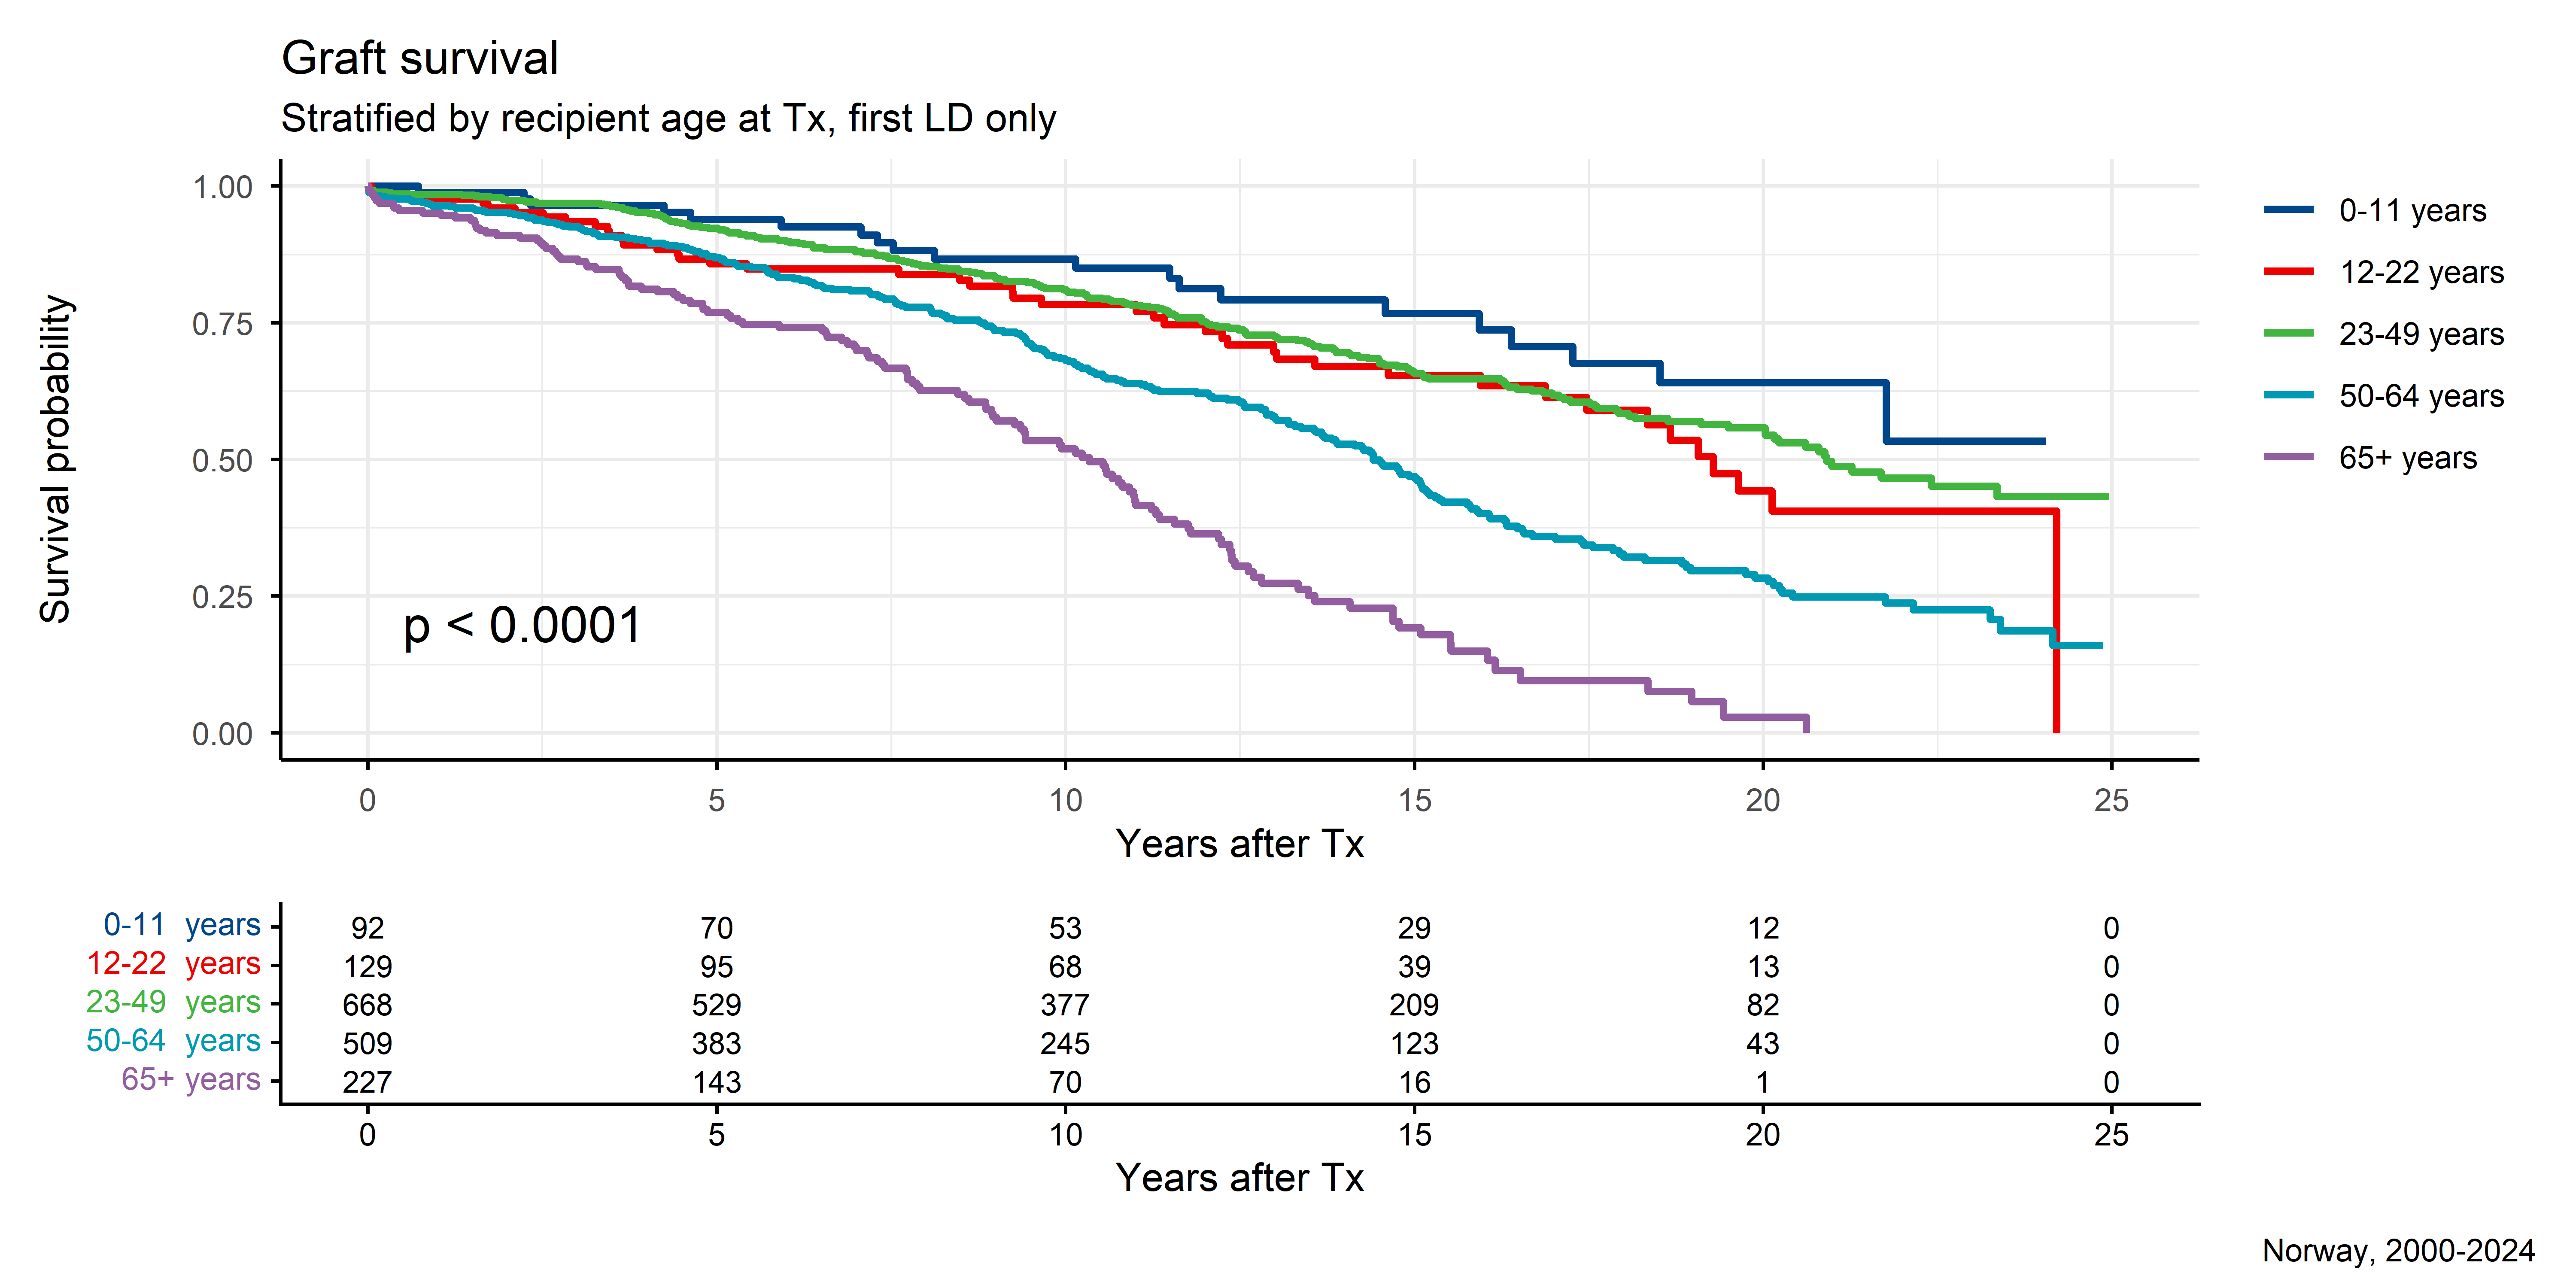 Graft survival
Stratified by recipient age at Tx, first LD only
Survival probability
1.00
0.75
0.50
0.25
0.00
p < 0.0001
0 5 10 15 20 25
Years after Tx
0-11 years
12-22 years
23-49 years
50-64 years
65+ years
0-11 years 92 70 53 29 12 0
12-22 years 129 95 68 39 13 0
23-49 years 668 529 377 209 82 0
50-64 years 509 383 245 123 43 0
65+ years 227 143 70 16 1 0
0 5 10 15 20 25
Years after Tx
Norway, 2000-2024